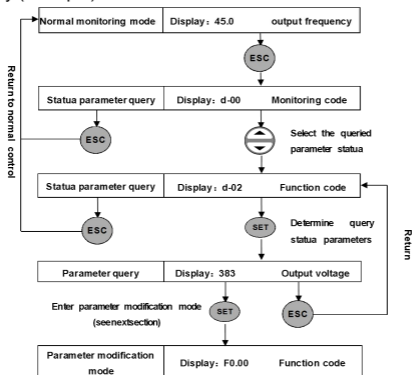 Normal monitoring mode Display: 45.0 output frequency
ESC
Statua parameter query Display: d-00 Monitoring code
ESC
Select the queried
parameter statua
Return to normal control
Statua parameter query Display: d-02 Function code
ESC
SET
Determine query
statua parameters
Return
Parameter query Display: 383 Output voltage
Enter parameter modification mode
(seenextsection)
SET
ESC
Parameter modification
mode
Display: F0.00 Function code